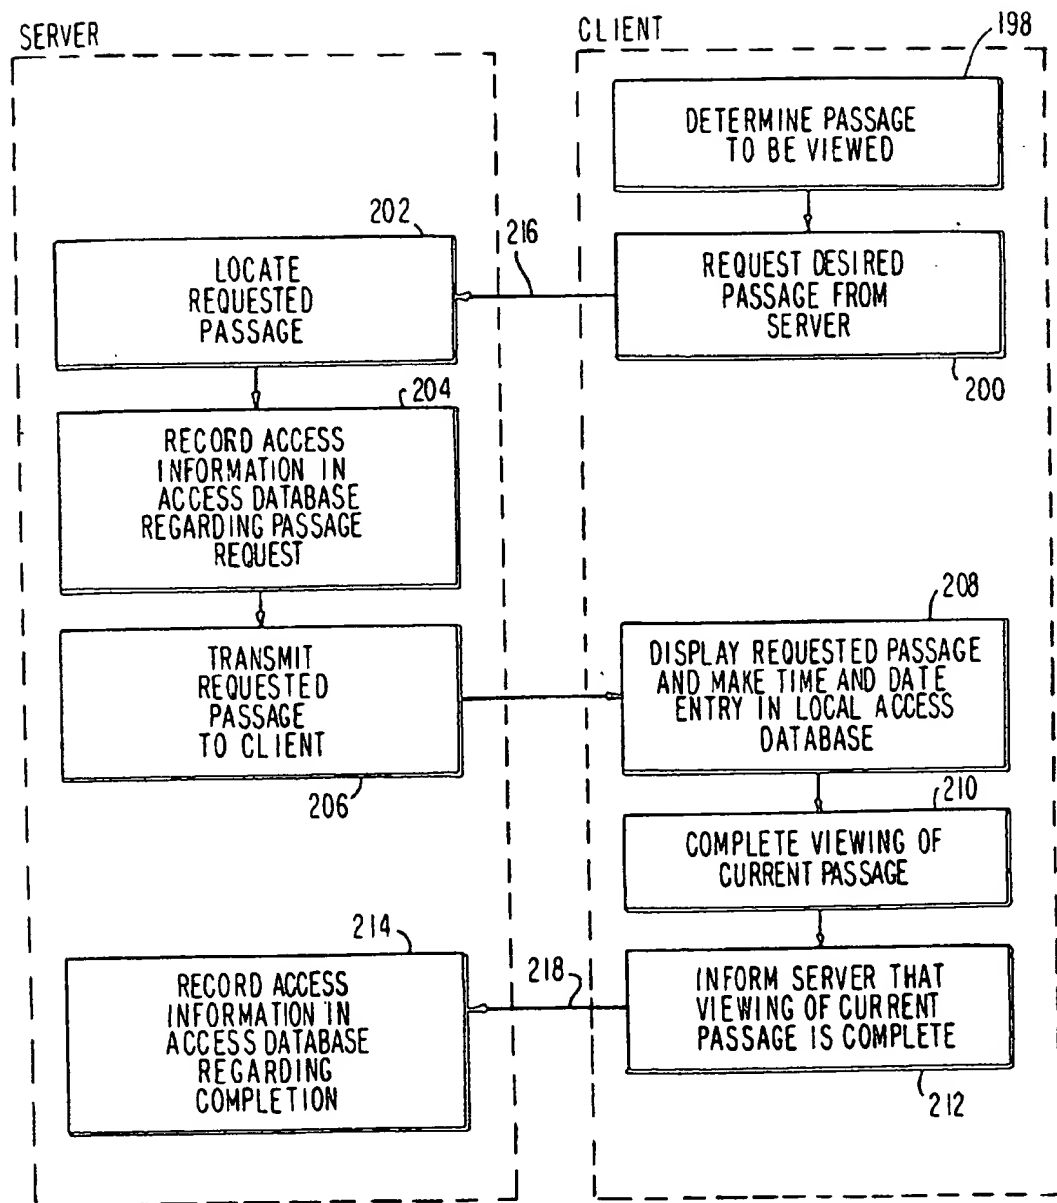 SERVER
CLIENT
198
DETERMINE PASSAGE
TO BE VIEWED
202
LOCATE
REQUESTED
PASSAGE
216
REQUEST DESIRED
PASSAGE FROM
SERVER
200
204
RECORD ACCESS
INFORMATION IN
ACCESS DATABASE
REGARDING PASSAGE
REQUEST
TRANSMIT
REQUESTED
PASSAGE
TO CLIENT
206
208
DISPLAY REQUESTED PASSAGE
AND MAKE TIME AND DATE
ENTRY IN LOCAL ACCESS
DATABASE
210
COMPLETE VIEWING OF
CURRENT PASSAGE
214
RECORD ACCESS
INFORMATION IN
ACCESS DATABASE
REGARDING
COMPLETION
218
INFORM SERVER THAT
VIEWING OF CURRENT
PASSAGE IS COMPLETE
212